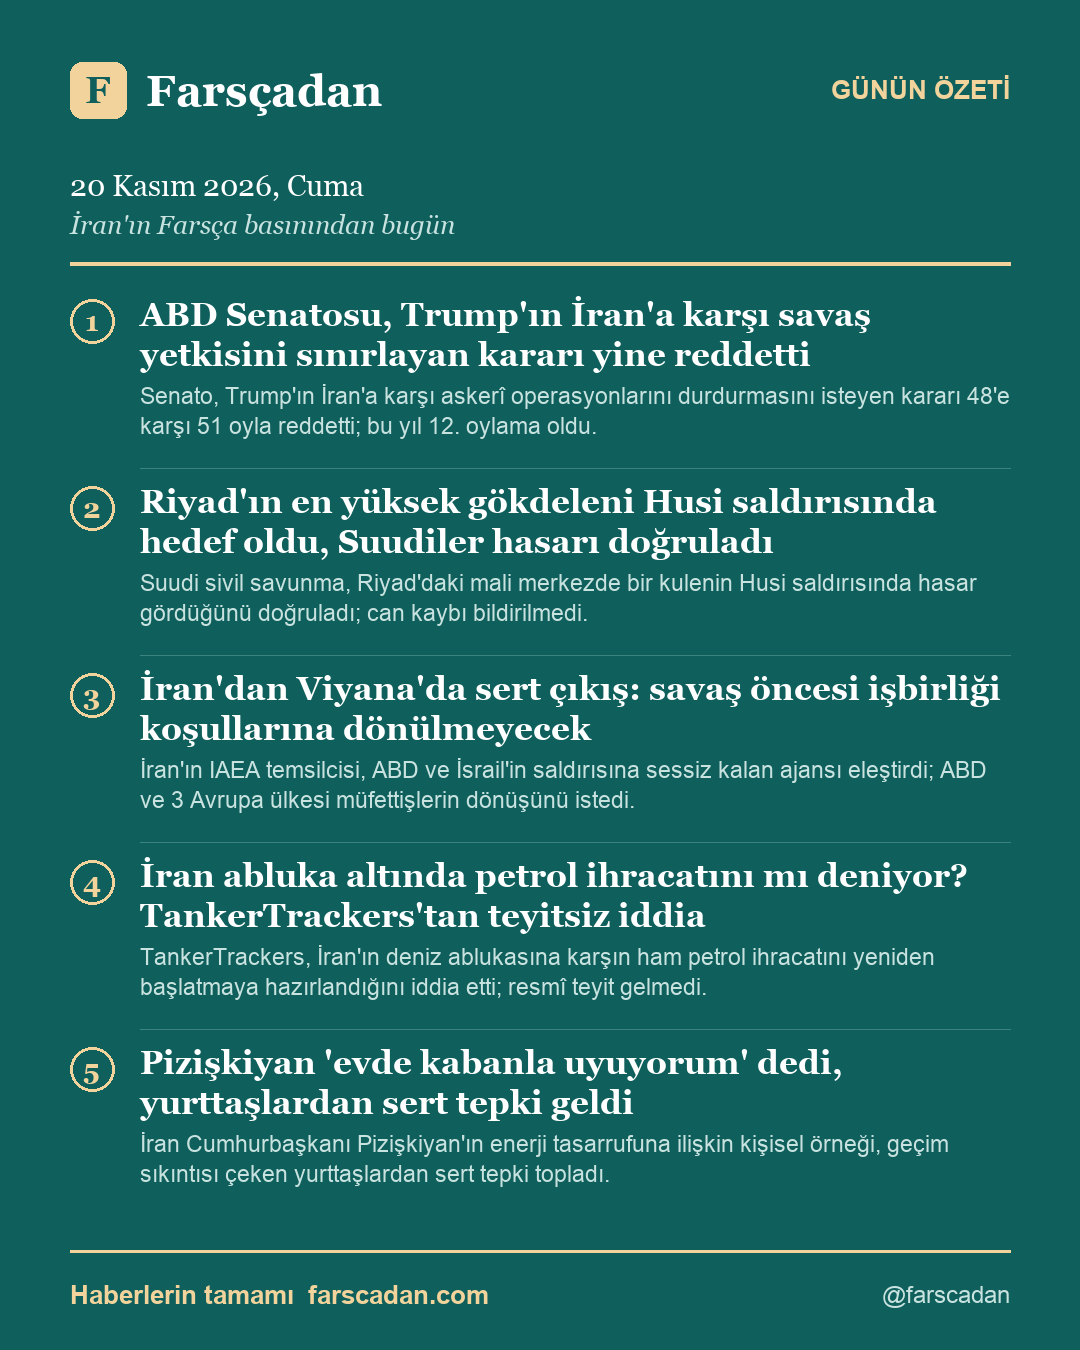 F Farsçadan
GÜNÜN ÖZETİ
20 Kasım 2026, Cuma
İran'ın Farsça basınından bugün
1
ABD Senatosu, Trump'ın İran'a karşı savaş
yetkisini sınırlayan kararı yine reddetti
Senato, Trump'ın İran'a karşı askerî operasyonlarını durdurmasını isteyen kararı 48'e
karşı 51 oyla reddetti; bu yıl 12. oylama oldu.
2
Riyad'ın en yüksek gökdeleni Husi saldırısında
hedef oldu, Suudiler hasarı doğruladı
Suudi sivil savunma, Riyad'daki mali merkezde bir kulenin Husi saldırısında hasar
gördüğünü doğruladı; can kaybı bildirilmedi.
3
İran'dan Viyana'da sert çıkış: savaş öncesi işbirliği
koşullarına dönülmeyecek
İran'ın IAEA temsilcisi, ABD ve İsrail'in saldırısına sessiz kalan ajansı eleştirdi; ABD
ve 3 Avrupa ülkesi müfettişlerin dönüşünü istedi.
4
İran abluka altında petrol ihracatını mı deniyor?
TankerTrackers'tan teyitsiz iddia
TankerTrackers, İran'ın deniz ablukasına karşın ham petrol ihracatını yeniden
başlatmaya hazırlandığını iddia etti; resmî teyit gelmedi.
5
Pizişkiyan 'evde kabanla uyuyorum' dedi,
yurttaşlardan sert tepki geldi
İran Cumhurbaşkanı Pizişkiyan'ın enerji tasarrufuna ilişkin kişisel örneği, geçim
sıkıntısı çeken yurttaşlardan sert tepki topladı.
Haberlerin tamamı farscadan.com
@farscadan